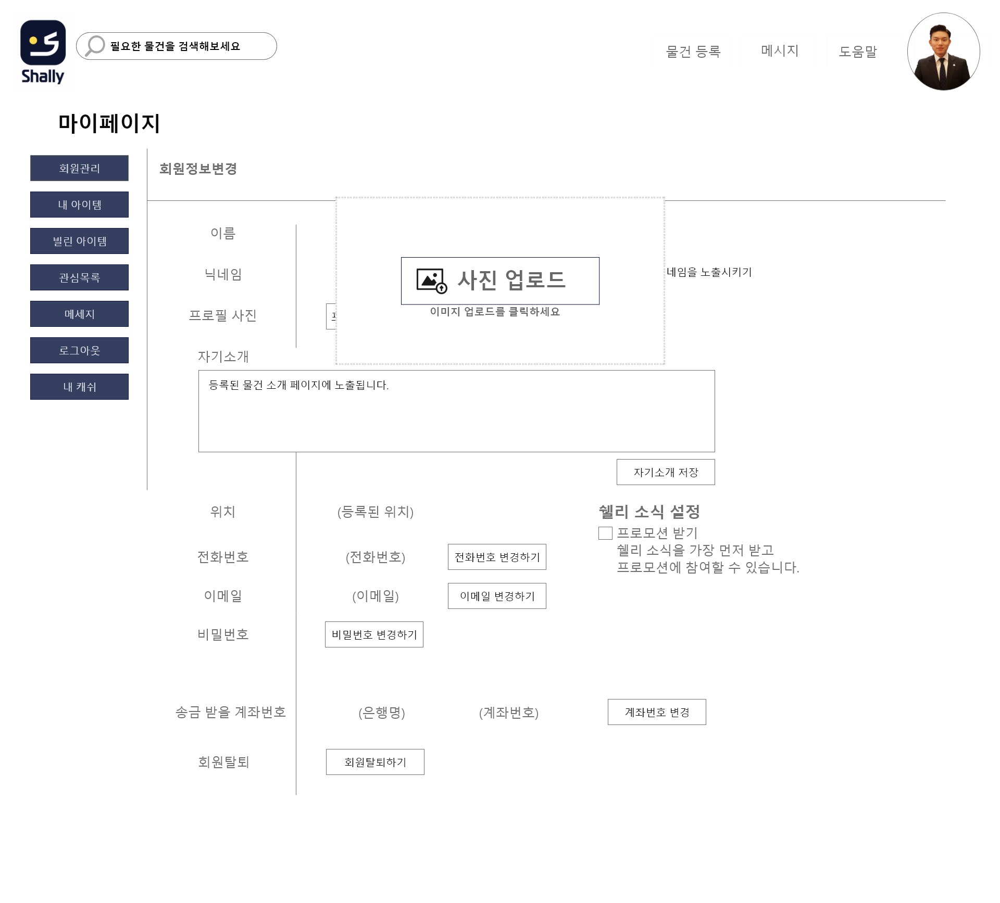 Shally
필요한 물건을 검색해보세요
물건 등록
메시지
도움말
마이페이지
회원관리
내 아이템
빌린 아이템
관심목록
메세지
로그아웃
내 캐쉬
회원정보변경
이름
닉네임
네임을 노출시키기
프로필 사진
사진 업로드
이미지 업로드를 클릭하세요
자기소개
등록된 물건 소개 페이지에 노출됩니다.
자기소개 저장
위치
(등록된 위치)
쉘리 소식 설정
프로모션 받기
쉘리 소식을 가장 먼저 받고
프로모션에 참여할 수 있습니다.
전화번호
(전화번호)
전화번호 변경하기
이메일
(이메일)
이메일 변경하기
비밀번호
비밀번호 변경하기
송금 받을 계좌번호
(은행명)
(계좌번호)
계좌번호 변경
회원탈퇴
회원탈퇴하기